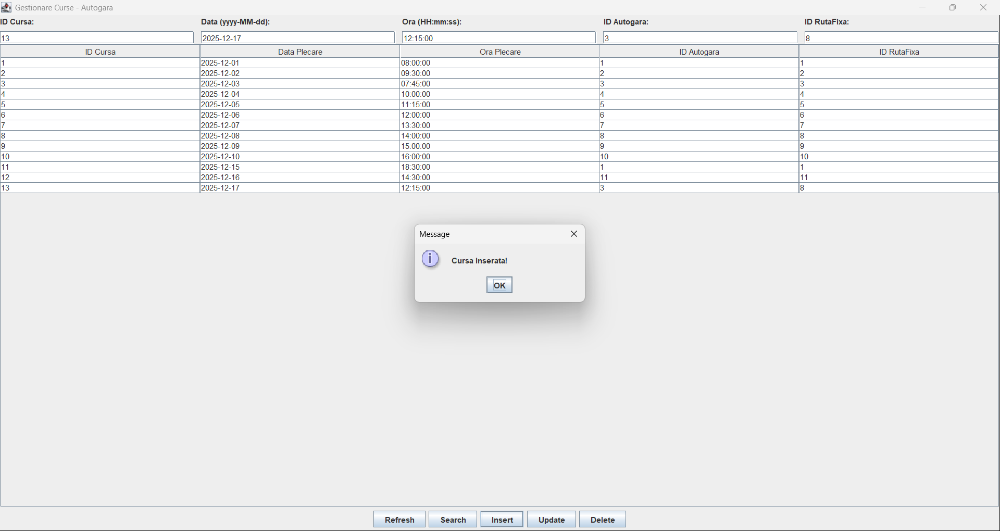 Gestionare Curse - Autogara
ID Cursa: Data (yyyy-MM-dd): Ora (HH:mm:ss): ID Autogara: ID RutaFixa:
13 2025-12-17 12:15:00 3 8
ID Cursa Data Plecare Ora Plecare ID Autogara ID RutaFixa
1 2025-12-01 08:00:00 1 1
2 2025-12-02 09:30:00 2 2
3 2025-12-03 07:45:00 3 3
4 2025-12-04 10:00:00 4 4
5 2025-12-05 11:15:00 5 5
6 2025-12-06 12:00:00 6 6
7 2025-12-07 13:30:00 7 7
8 2025-12-08 14:00:00 8 8
9 2025-12-09 15:00:00 9 9
10 2025-12-10 16:00:00 10 10
11 2025-12-15 18:30:00 1 1
12 2025-12-16 14:30:00 11 11
13 2025-12-17 12:15:00 3 8
Message
Cursa inserata!
OK
Refresh Search Insert Update Delete